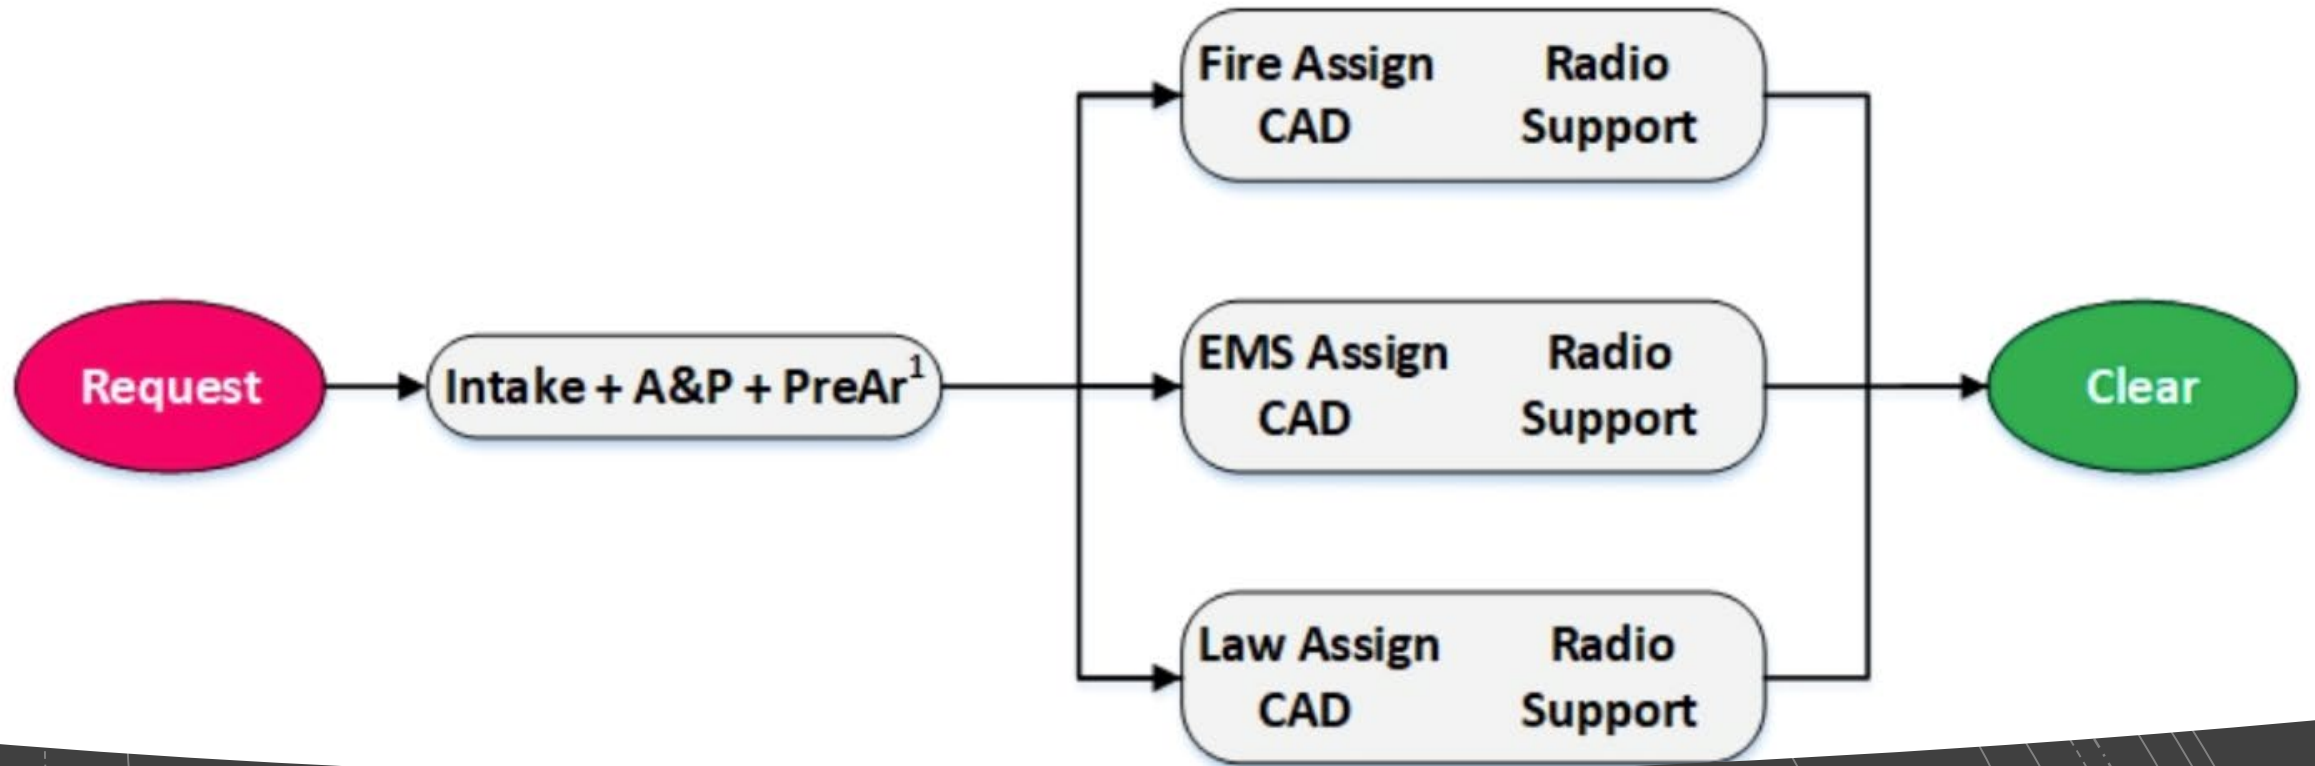 Fire Assign Radio
CAD Support
Request
Intake + A&P + PreAr¹
EMS Assign Radio
CAD Support
Clear
Law Assign Radio
CAD Support